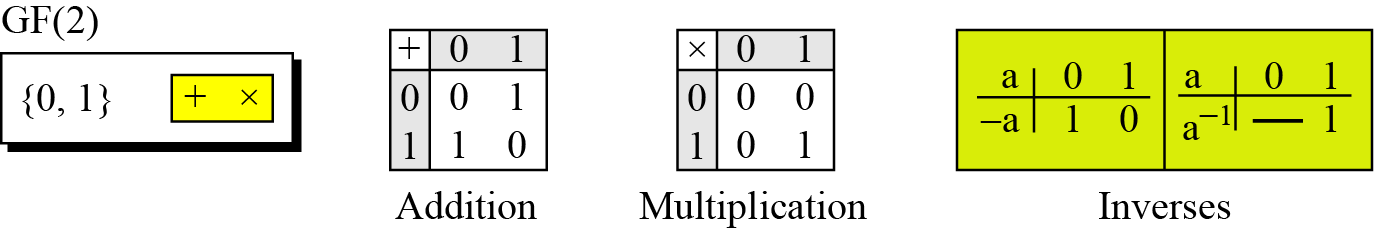 GF(2)
{0, 1} + ×
+ 0 1
0 0 1
1 1 0
Addition
× 0 1
0 0 0
1 0 1
Multiplication
a 0 1
–a 1 0
a 0 1
a⁻¹ — 1
Inverses